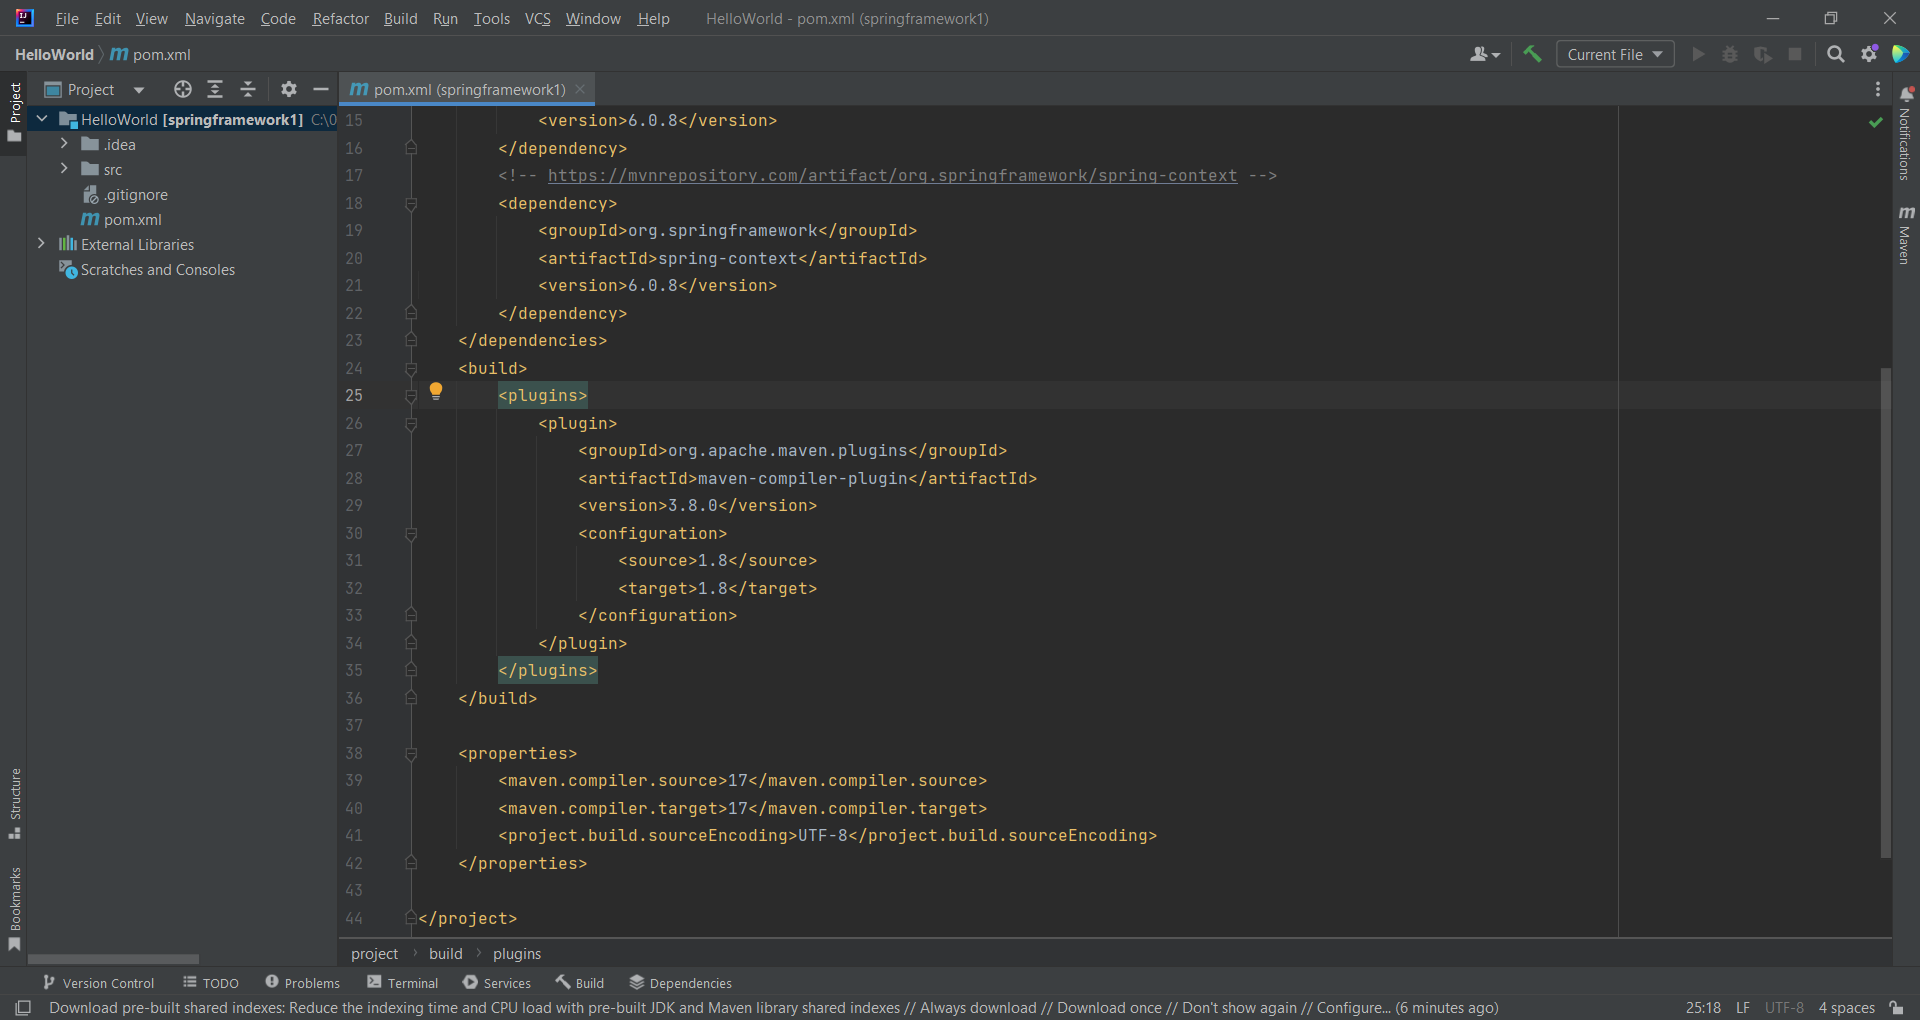 File Edit View Navigate Code Refactor Build Run Tools VCS Window Help HelloWorld - pom.xml (springframework1)
HelloWorld m pom.xml Current File
Project
Project
pom.xml (springframework1)
HelloWorld [springframework1] C:\0
.idea
src
.gitignore
m pom.xml
External Libraries
Scratches and Consoles
15 <version>6.0.8</version>
16 </dependency>
17 <!-- https://mvnrepository.com/artifact/org.springframework/spring-context -->
18 <dependency>
19 <groupId>org.springframework</groupId>
20 <artifactId>spring-context</artifactId>
21 <version>6.0.8</version>
22 </dependency>
23 </dependencies>
24 <build>
25 <plugins>
26 <plugin>
27 <groupId>org.apache.maven.plugins</groupId>
28 <artifactId>maven-compiler-plugin</artifactId>
29 <version>3.8.0</version>
30 <configuration>
31 <source>1.8</source>
32 <target>1.8</target>
33 </configuration>
34 </plugin>
35 </plugins>
36 </build>
37
38 <properties>
39 <maven.compiler.source>17</maven.compiler.source>
40 <maven.compiler.target>17</maven.compiler.target>
41 <project.build.sourceEncoding>UTF-8</project.build.sourceEncoding>
42 </properties>
43
44 </project>
Notifications
m Maven
Structure
Bookmarks
project › build › plugins
Version Control TODO Problems Terminal Services Build Dependencies
Download pre-built shared indexes: Reduce the indexing time and CPU load with pre-built JDK and Maven library shared indexes // Always download // Download once // Don't show again // Configure... (6 minutes ago) 25:18 LF UTF-8 4 spaces